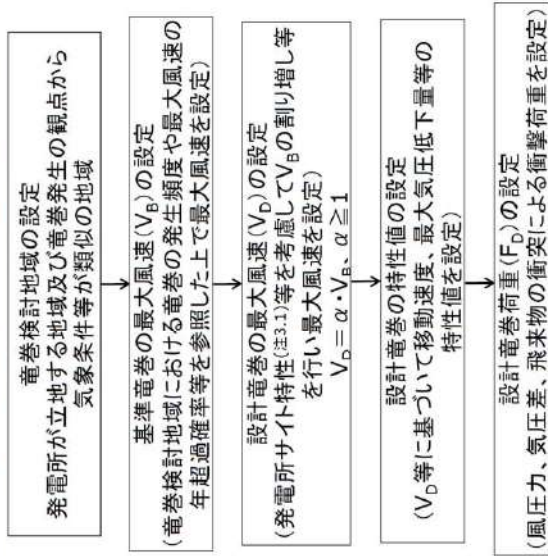 竜巻検討地域の設定
発電所が立地する地域及び竜巻発生の観点から
気象条件等が類似の地域
基準竜巻の最大風速(VB)の設定
(竜巻検討地域における竜巻の発生頻度や最大風速の
年超過確率等を参照した上で最大風速を設定)
設計竜巻の最大風速(VD)の設定
(発電所サイト特性(注3.1)等を考慮してVBの割り増し等
を行い最大風速を設定)
VD=α・VB、α≧1
設計竜巻の特性値の設定
(VD等に基づいて移動速度、最大気圧低下量等の
特性値を設定)
設計竜巻荷重(FD)の設定
(風圧力、気圧差、飛来物の衝突による衝撃荷重を設定)